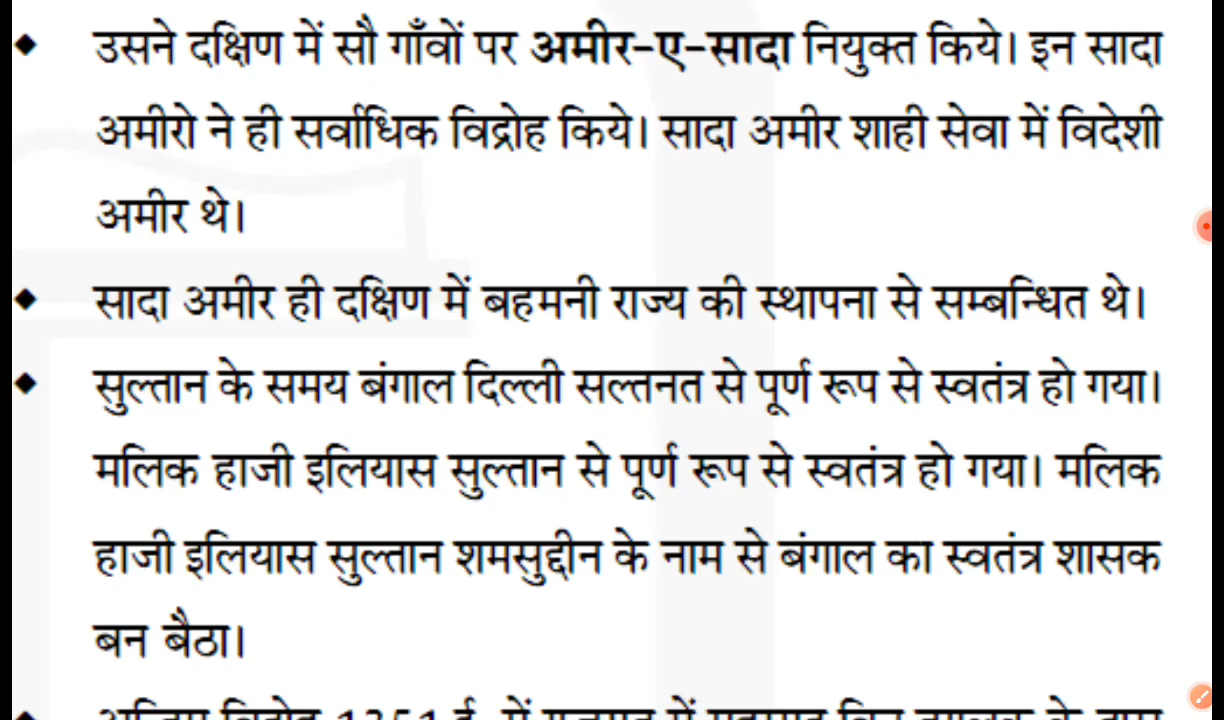 ◆ उसने दक्षिण में सौ गाँवों पर अमीर-ए-सादा नियुक्त किये। इन सादा
अमीरो ने ही सर्वाधिक विद्रोह किये। सादा अमीर शाही सेवा में विदेशी
अमीर थे।
◆ सादा अमीर ही दक्षिण में बहमनी राज्य की स्थापना से सम्बन्धित थे।
◆ सुल्तान के समय बंगाल दिल्ली सल्तनत से पूर्ण रूप से स्वतंत्र हो गया।
मलिक हाजी इलियास सुल्तान से पूर्ण रूप से स्वतंत्र हो गया। मलिक
हाजी इलियास सुल्तान शमसुद्दीन के नाम से बंगाल का स्वतंत्र शासक
बन बैठा।